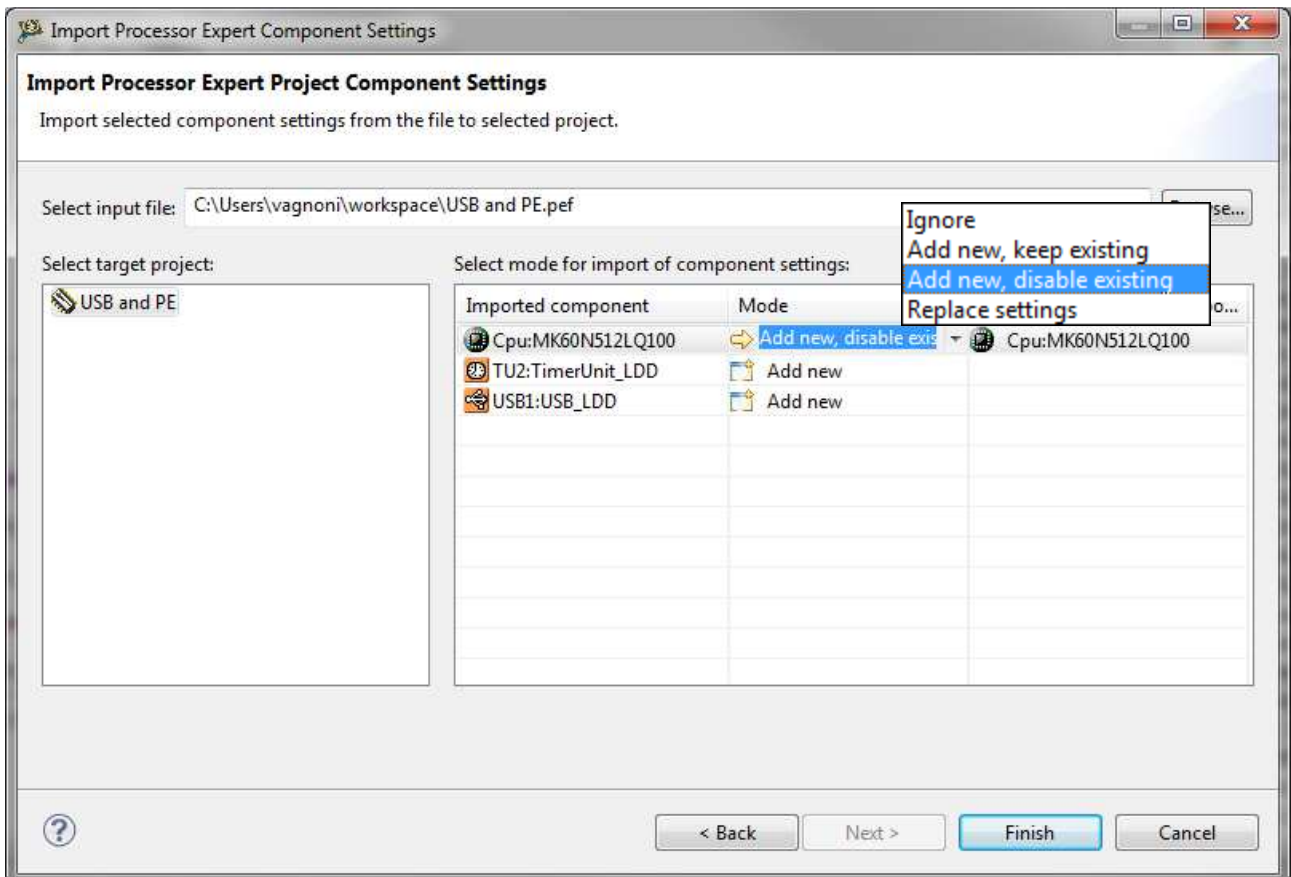 Import Processor Expert Component Settings
Import Processor Expert Project Component Settings
Import selected component settings from the file to selected project.
Select input file: C:\Users\vagnoni\workspace\USB and PE.pef
Ignore
Add new, keep existing
Add new, disable existing
Replace settings
Select target project:
USB and PE
Select mode for import of component settings:
Imported component Mode
Cpu:MK60N512LQ100 Add new, disable exis Cpu:MK60N512LQ100
TU2:TimerUnit_LDD Add new
USB1:USB_LDD Add new
< Back Next > Finish Cancel